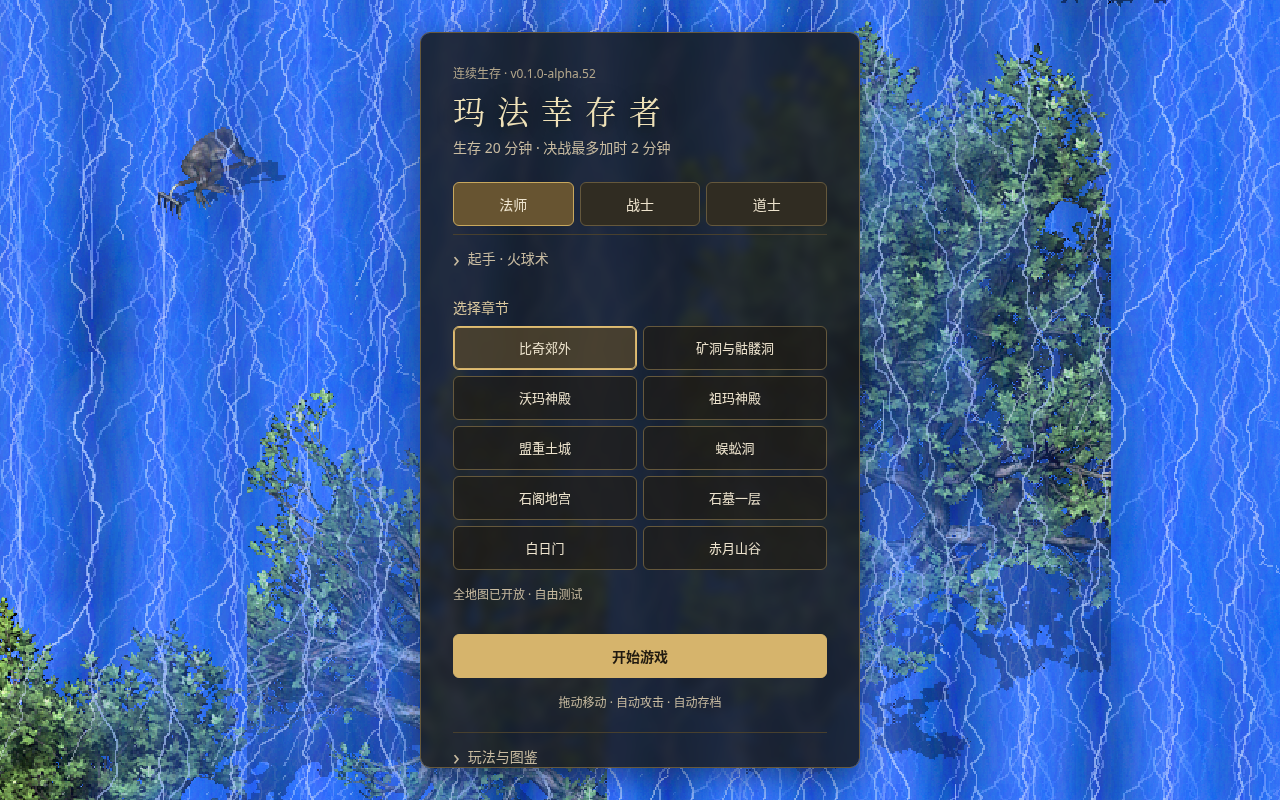 连续生存 · v0.1.0-alpha.52
玛法幸存者
生存 20 分钟 · 决战最多加时 2 分钟
法师 战士 道士
› 起手 · 火球术
选择章节
比奇郊外 矿洞与骷髅洞
沃玛神殿 祖玛神殿
盟重土城 蜈蚣洞
石阁地宫 石墓一层
白日门 赤月山谷
全地图已开放 · 自由测试
开始游戏
拖动移动 · 自动攻击 · 自动存档
› 玩法与图鉴